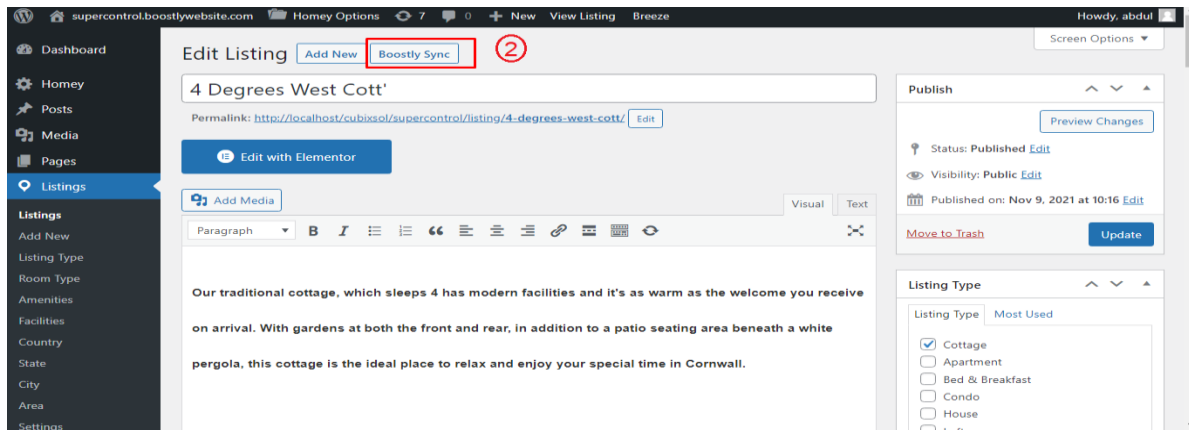 supercontrol.boostlywebsite.com Homey Options 7 0 + New View Listing Breeze Howdy, abdul
Dashboard
Homey
Posts
Media
Pages
Listings
Listings
Add New
Listing Type
Room Type
Amenities
Facilities
Country
State
City
Area
Settings
Screen Options
Edit Listing Add New Boostly Sync 2
4 Degrees West Cott'
Permalink: http://localhost/cubixsol/supercontrol/listing/4-degrees-west-cott/ Edit
Edit with Elementor
Add Media
Visual Text
Paragraph B I
Our traditional cottage, which sleeps 4 has modern facilities and it's as warm as the welcome you receive
on arrival. With gardens at both the front and rear, in addition to a patio seating area beneath a white
pergola, this cottage is the ideal place to relax and enjoy your special time in Cornwall.
Publish
Preview Changes
Status: Published Edit
Visibility: Public Edit
Published on: Nov 9, 2021 at 10:16 Edit
Move to Trash Update
Listing Type
Listing Type Most Used
Cottage
Apartment
Bed & Breakfast
Condo
House